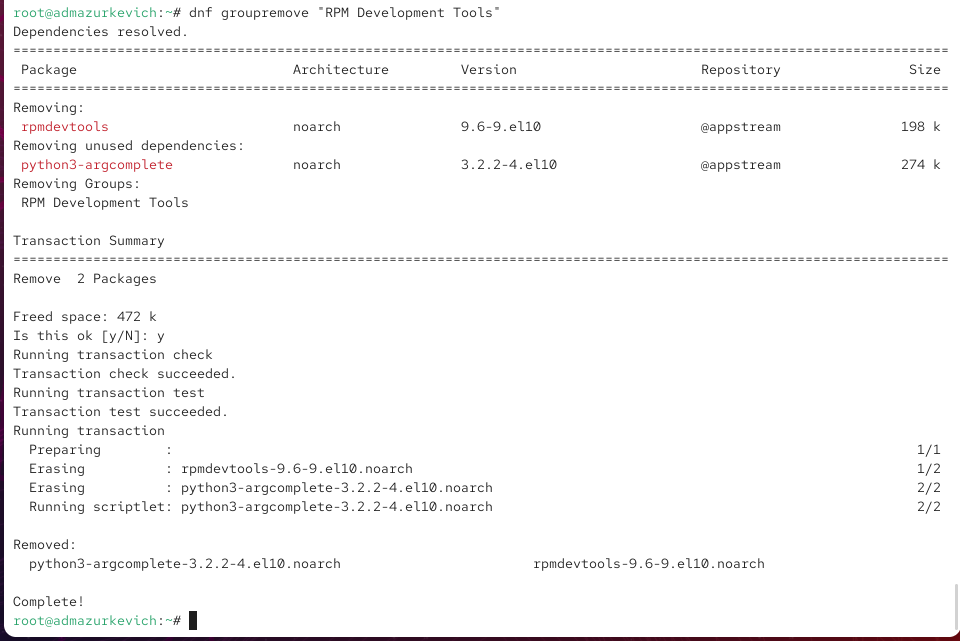 root@admazurkevich:~# dnf groupremove "RPM Development Tools"
Dependencies resolved.
=====================================================================================================================
 Package                           Architecture         Version                       Repository                Size
=====================================================================================================================
Removing:
 rpmdevtools                       noarch               9.6-9.el10                    @appstream               198 k
Removing unused dependencies:
 python3-argcomplete               noarch               3.2.2-4.el10                  @appstream               274 k
Removing Groups:
 RPM Development Tools

Transaction Summary
=====================================================================================================================
Remove  2 Packages

Freed space: 472 k
Is this ok [y/N]: y
Running transaction check
Transaction check succeeded.
Running transaction test
Transaction test succeeded.
Running transaction
  Preparing        :                                                                                             1/1
  Erasing          : rpmdevtools-9.6-9.el10.noarch                                                               1/2
  Erasing          : python3-argcomplete-3.2.2-4.el10.noarch                                                     2/2
  Running scriptlet: python3-argcomplete-3.2.2-4.el10.noarch                                                     2/2

Removed:
  python3-argcomplete-3.2.2-4.el10.noarch                        rpmdevtools-9.6-9.el10.noarch

Complete!
root@admazurkevich:~#